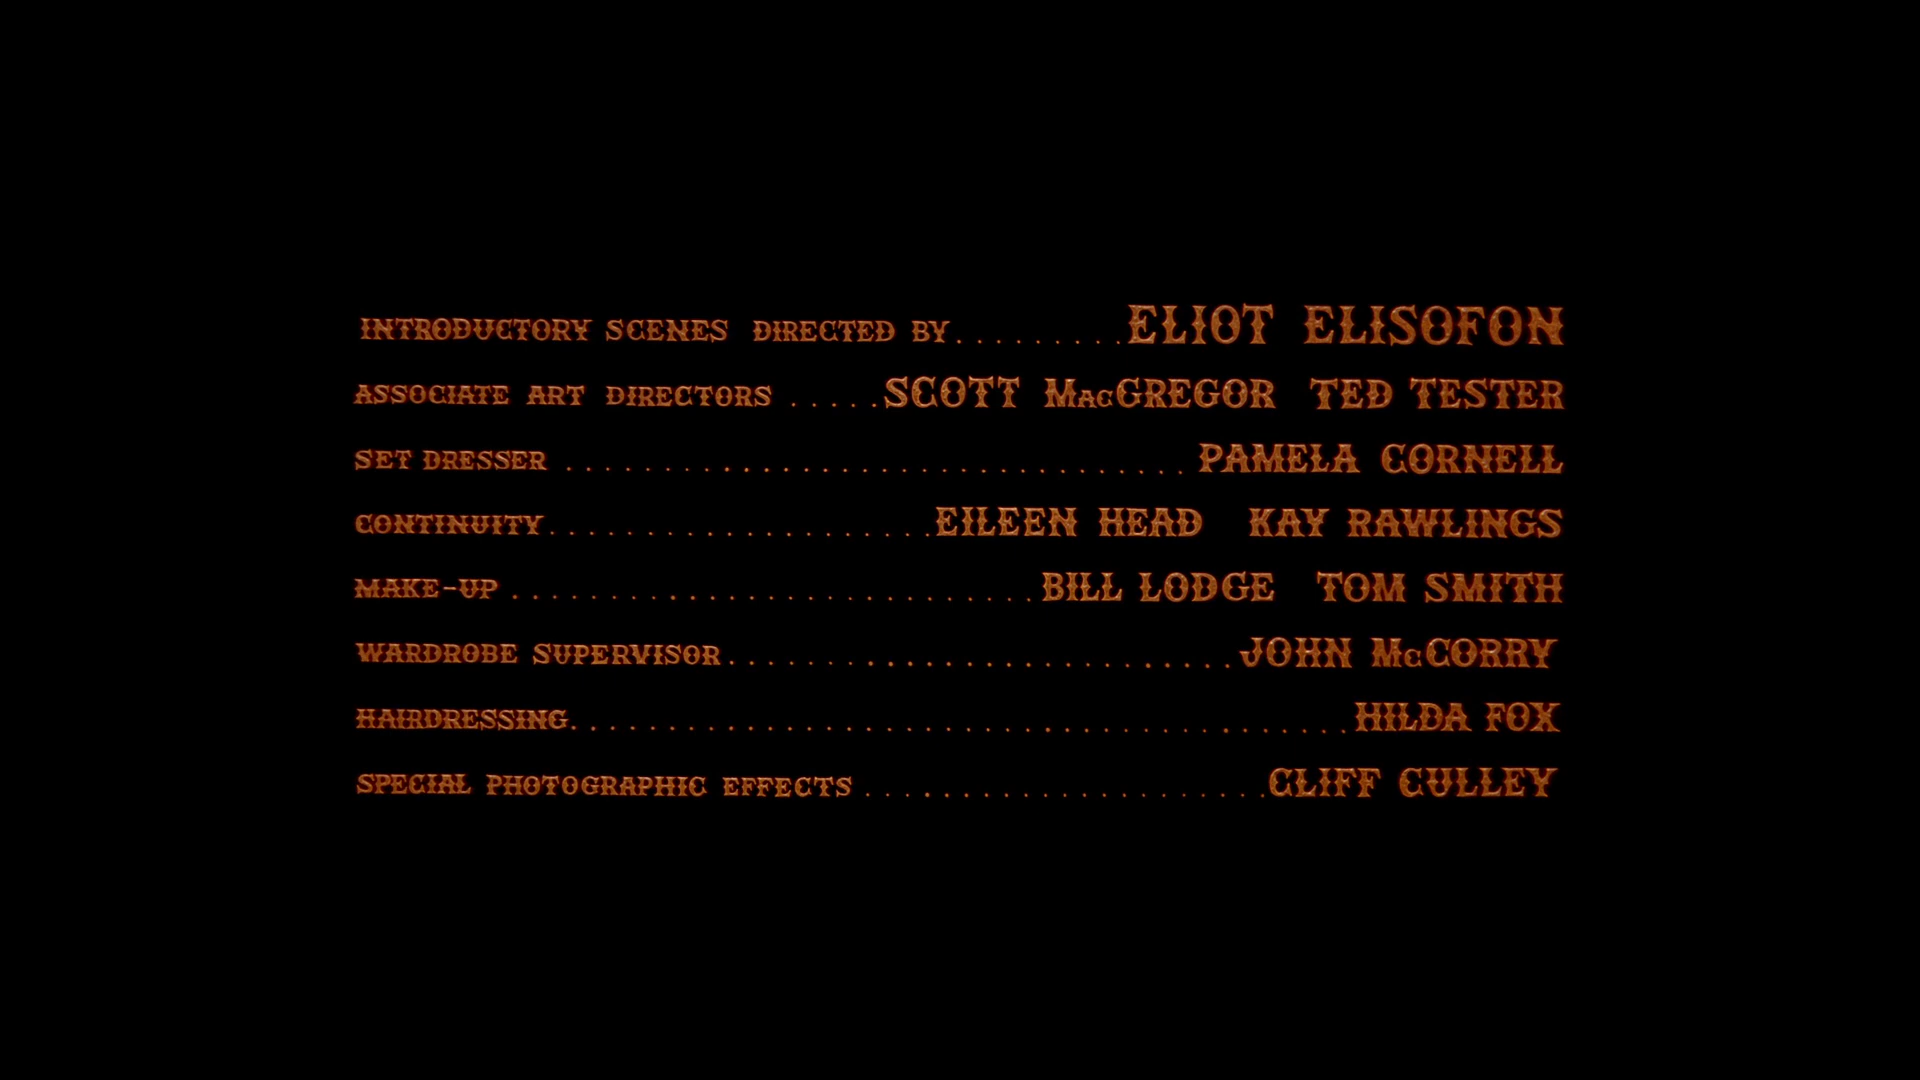 INTRODUCTORY SCENES DIRECTED BY.........ELIOT ELISOFON
ASSOCIATE ART DIRECTORS .....SCOTT MacGREGOR TED TESTER
SET DRESSER ................................PAMELA CORNELL
CONTINUITY....................EILEEN HEAD KAY RAWLINGS
MAKE-UP ...........................BILL LODGE TOM SMITH
WARDROBE SUPERVISOR..........................JOHN McCORRY
HAIRDRESSING........................................HILDA FOX
SPECIAL PHOTOGRAPHIC EFFECTS .....................CLIFF CULLEY